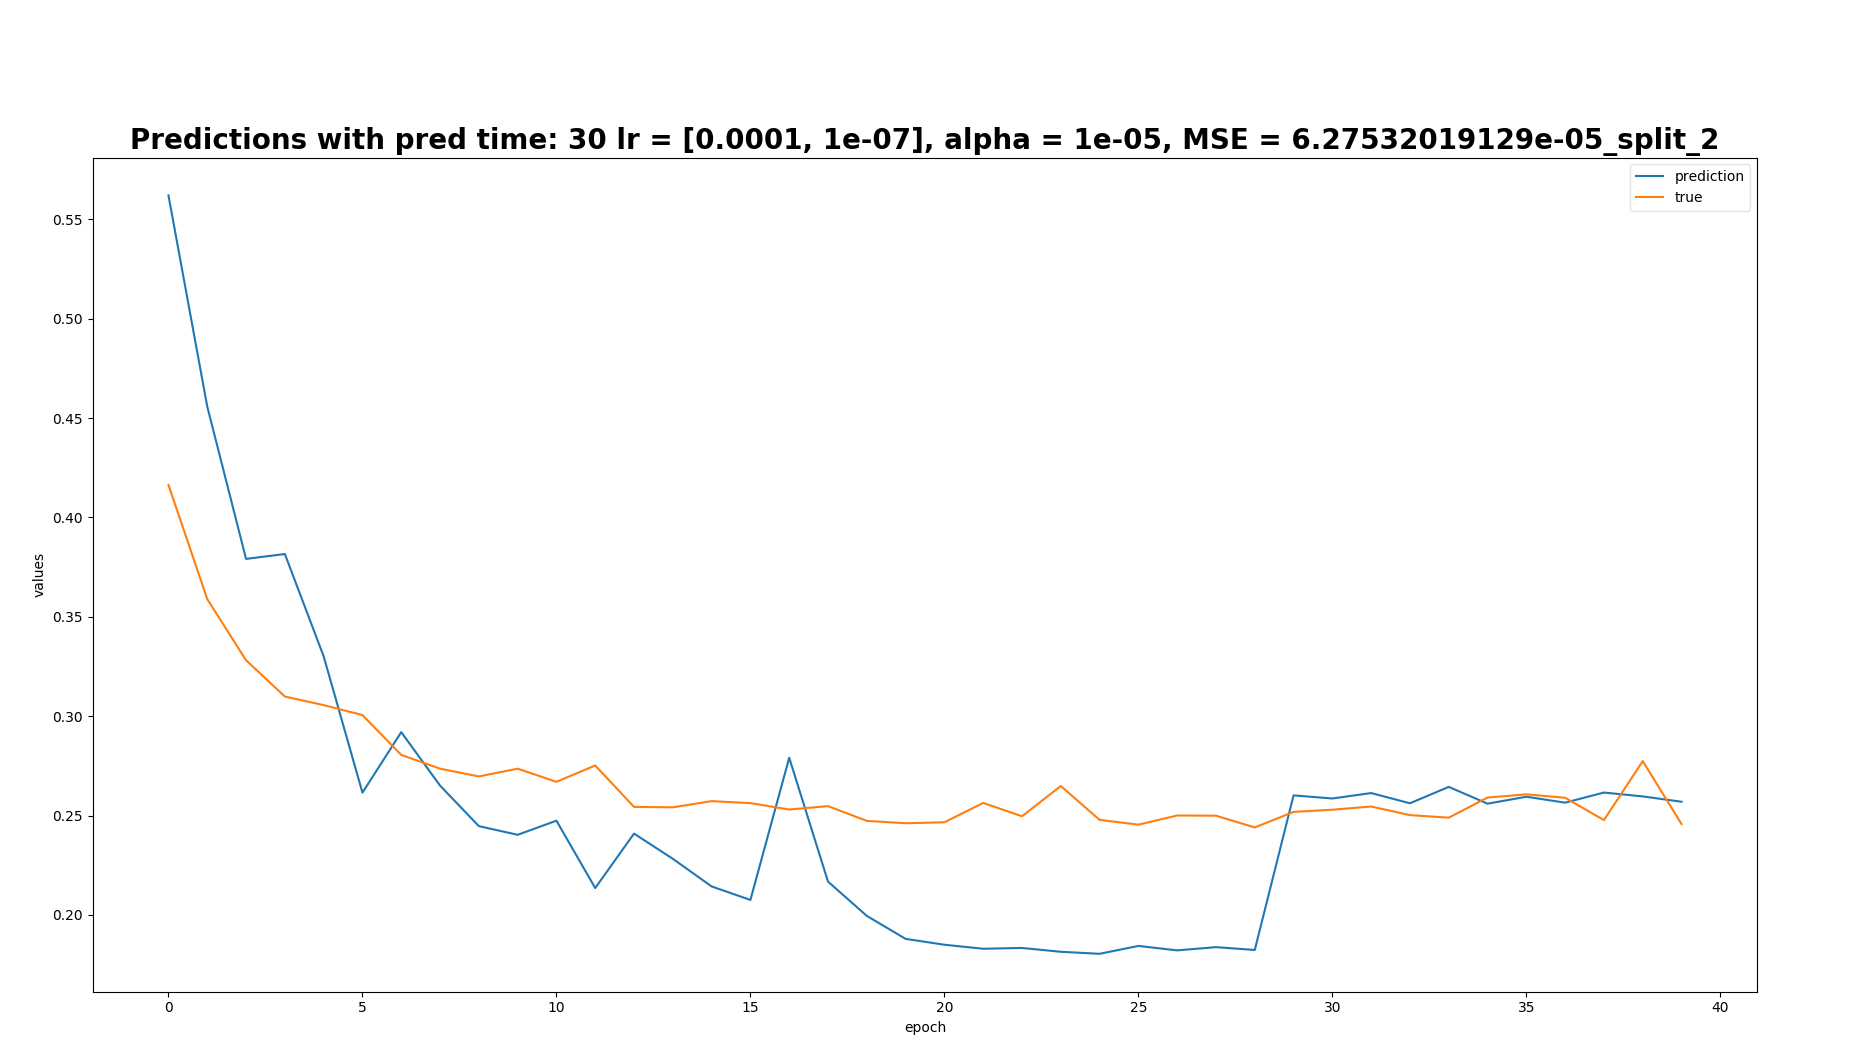 Predictions with pred time: 30 lr = [0.0001, 1e-07], alpha = 1e-05, MSE = 6.27532019129e-05_split_2
prediction
true
0.55
0.50
0.45
0.40
0.35
0.30
0.25
0.20
values
0 5 10 15 20 25 30 35 40
epoch